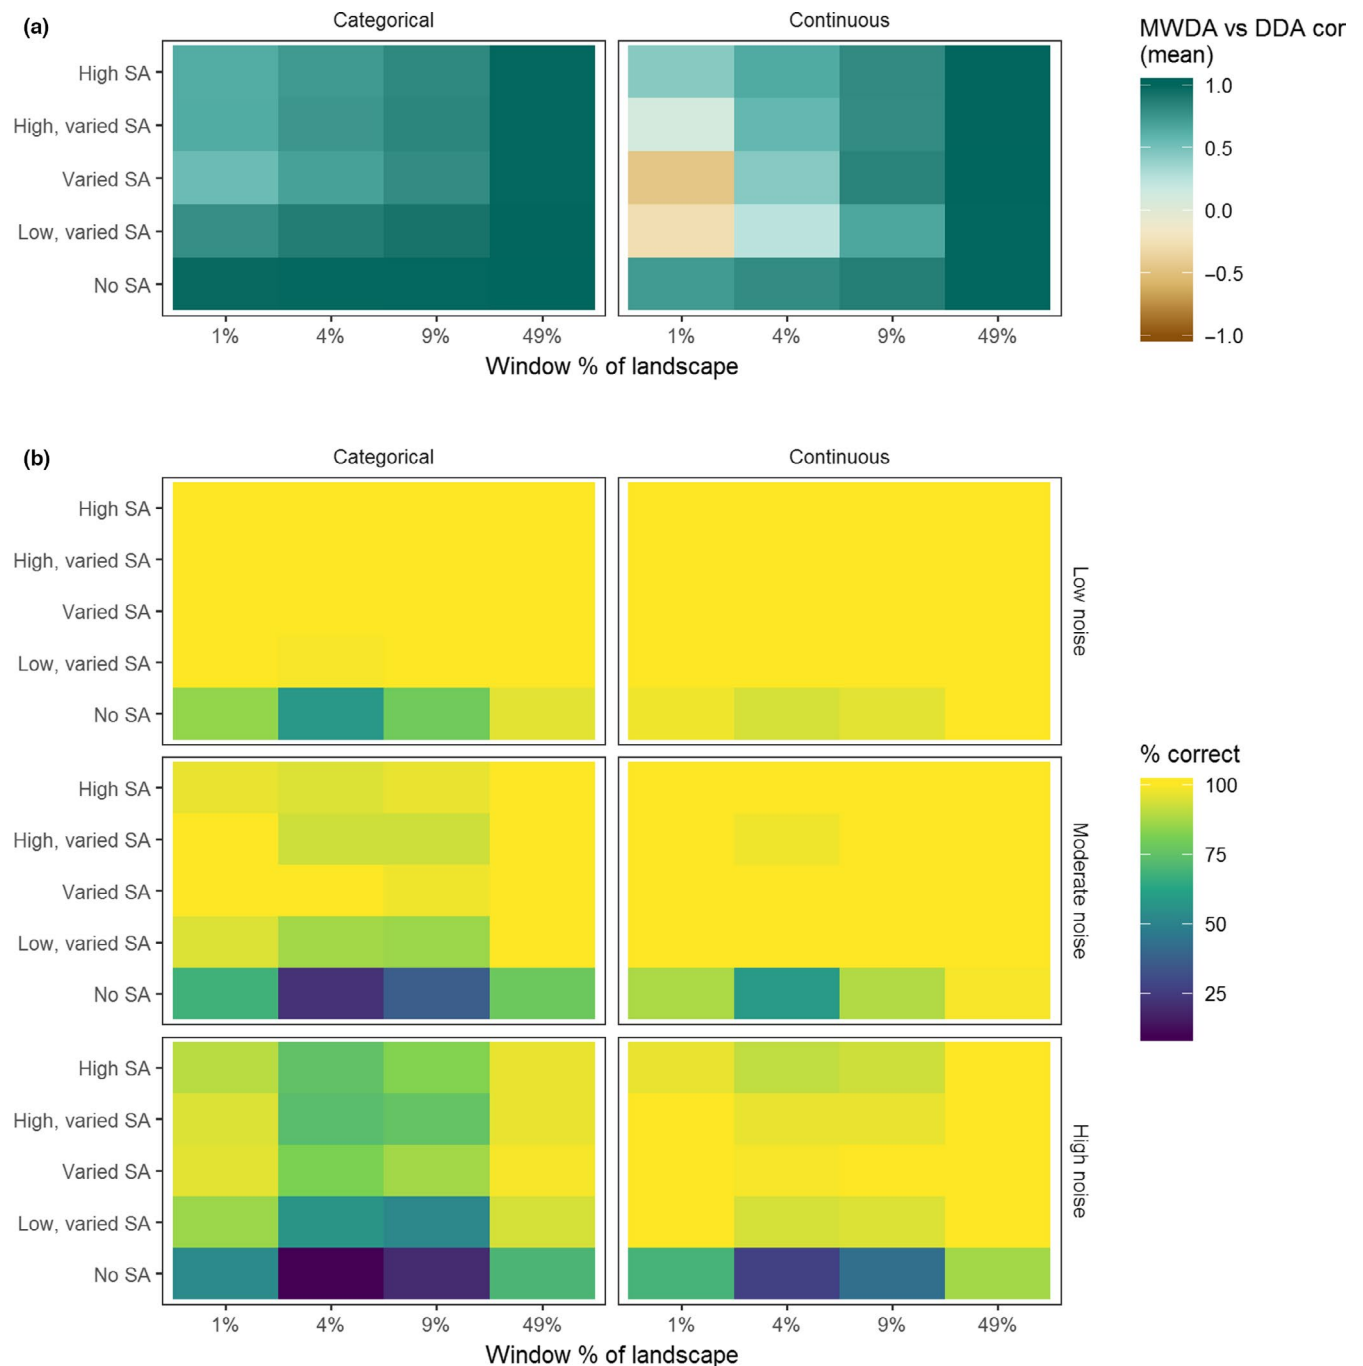 (a)
Categorical
Continuous
MWDA vs DDA cor
(mean)
High SA
High, varied SA
Varied SA
Low, varied SA
No SA
1.0
0.5
0.0
−0.5
−1.0
1% 4% 9% 49%
1% 4% 9% 49%
Window % of landscape
(b)
Categorical
Continuous
High SA
High, varied SA
Varied SA
Low, varied SA
No SA
Low noise
High SA
High, varied SA
Varied SA
Low, varied SA
No SA
Moderate noise
% correct
100
75
50
25
High SA
High, varied SA
Varied SA
Low, varied SA
No SA
High noise
1% 4% 9% 49%
1% 4% 9% 49%
Window % of landscape